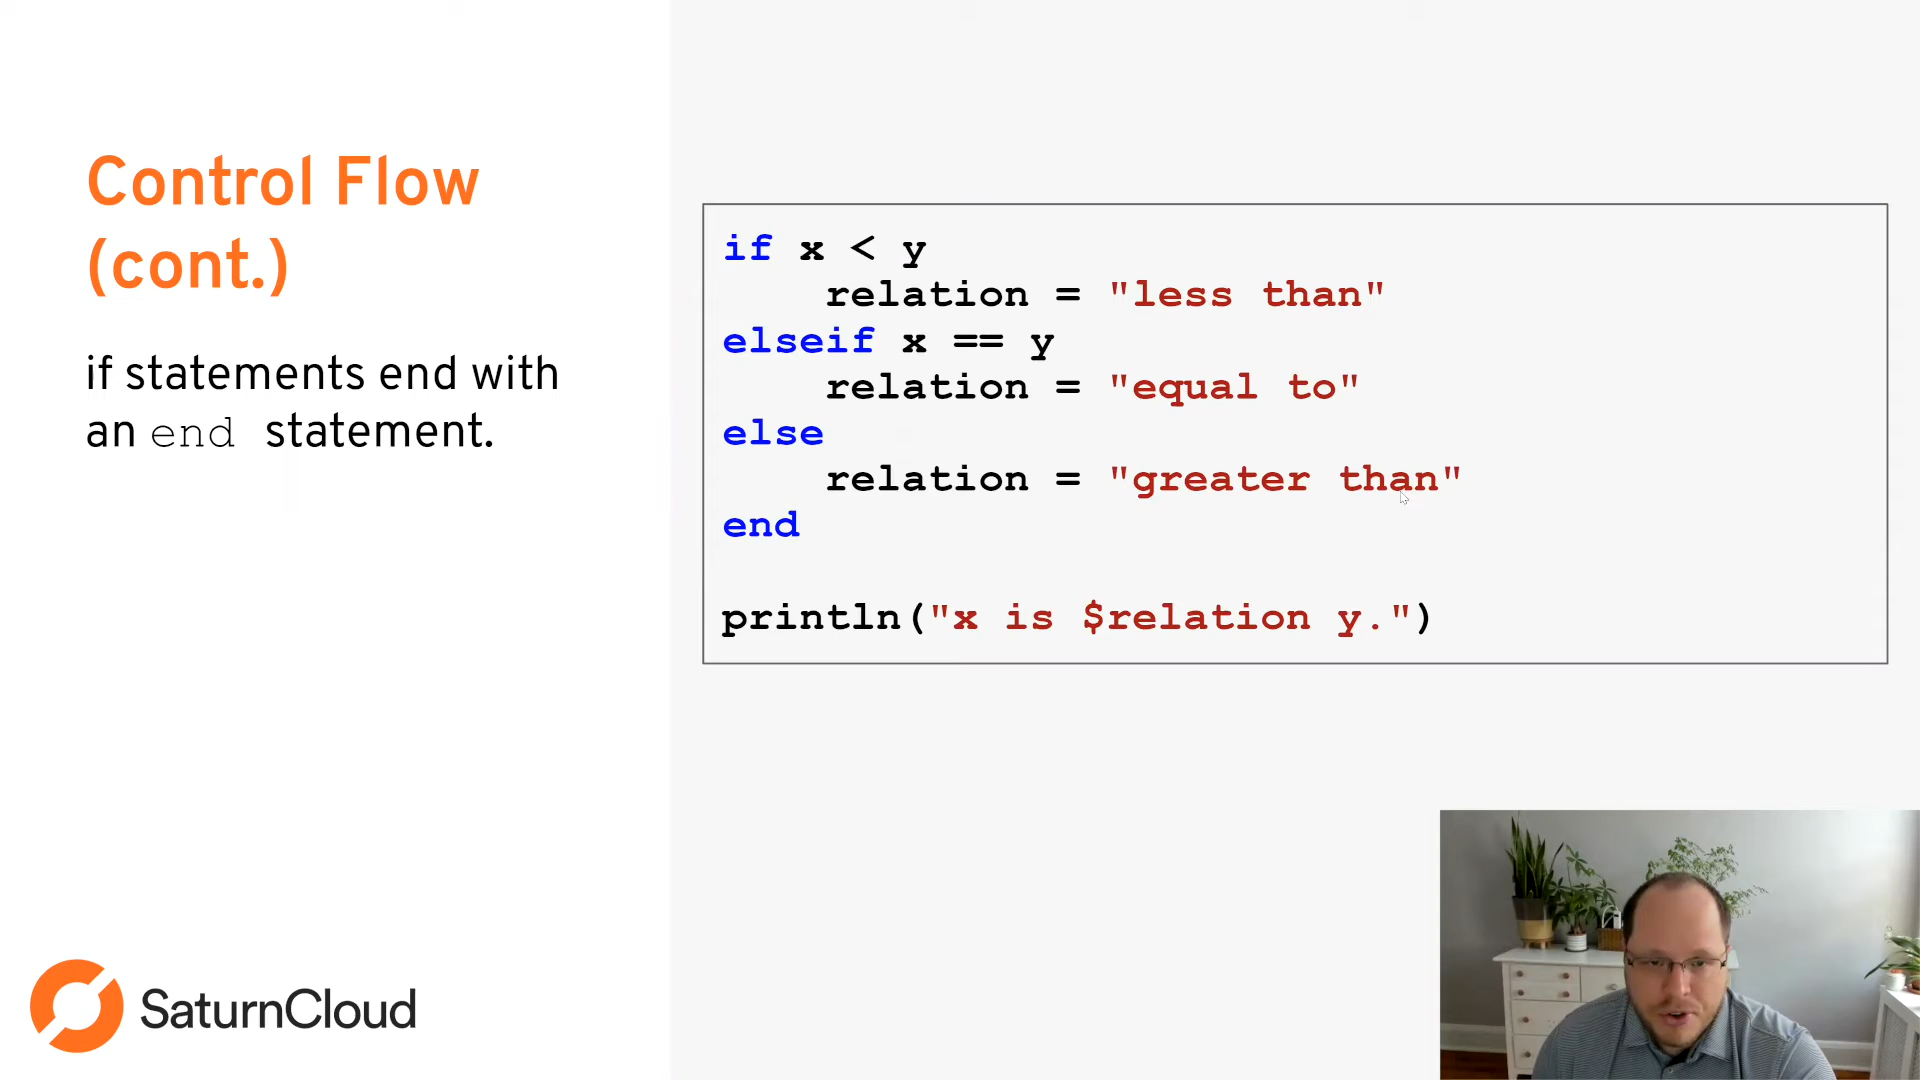 Control Flow
(cont.)
if statements end with
an end statement.
if x < y
    relation = "less than"
elseif x == y
    relation = "equal to"
else
    relation = "greater than"
end
println("x is $relation y.")
SaturnCloud